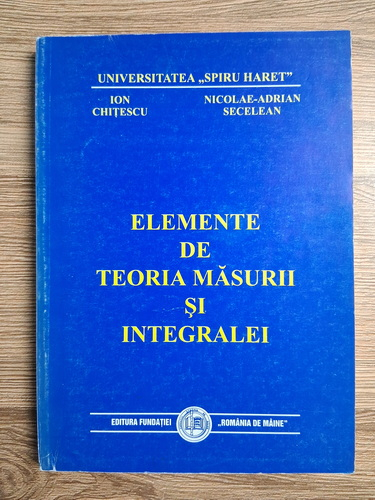 UNIVERSITATEA „SPIRU HARET”
ION
CHIŢESCU
NICOLAE-ADRIAN
SECELEAN
ELEMENTE
DE
TEORIA MĂSURII
ŞI
INTEGRALEI
EDITURA FUNDAŢIEI „ROMÂNIA DE MÂINE”